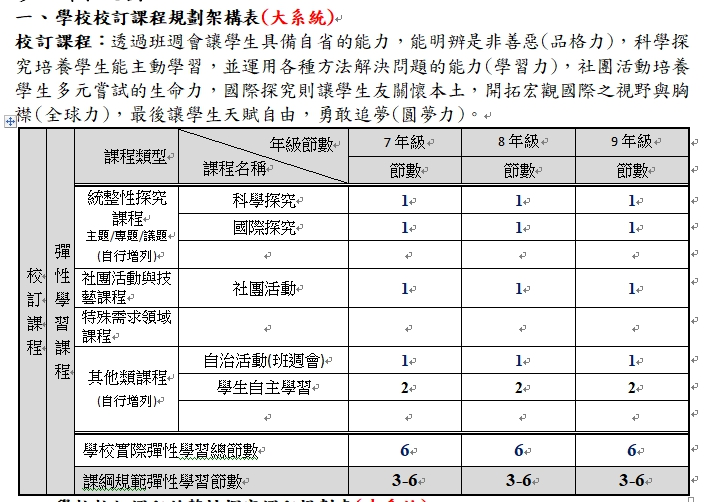 一、學校校訂課程規劃架構表(大系統)
校訂課程：透過班週會讓學生具備自省的能力，能明辨是非善惡(品格力)，科學探
究培養學生能主動學習，並運用各種方法解決問題的能力(學習力)，社團活動培養
學生多元嘗試的生命力，國際探究則讓學生友關懷本土，開拓宏觀國際之視野與胸
襟(全球力)，最後讓學生天賦自由，勇敢追夢(圓夢力)。
課程類型 年級節數 課程名稱 7 年級 8 年級 9 年級
節數 節數 節數
校訂課程
彈性學習課程
統整性探究
課程
主題/專題/議題
(自行增列)
科學探究 1 1 1
國際探究 1 1 1
社團活動與技
藝課程
社團活動 1 1 1
特殊需求領域
課程
其他類課程
(自行增列)
自治活動(班週會) 1 1 1
學生自主學習 2 2 2
學校實際彈性學習總節數 6 6 6
課綱規範彈性學習節數 3-6 3-6 3-6